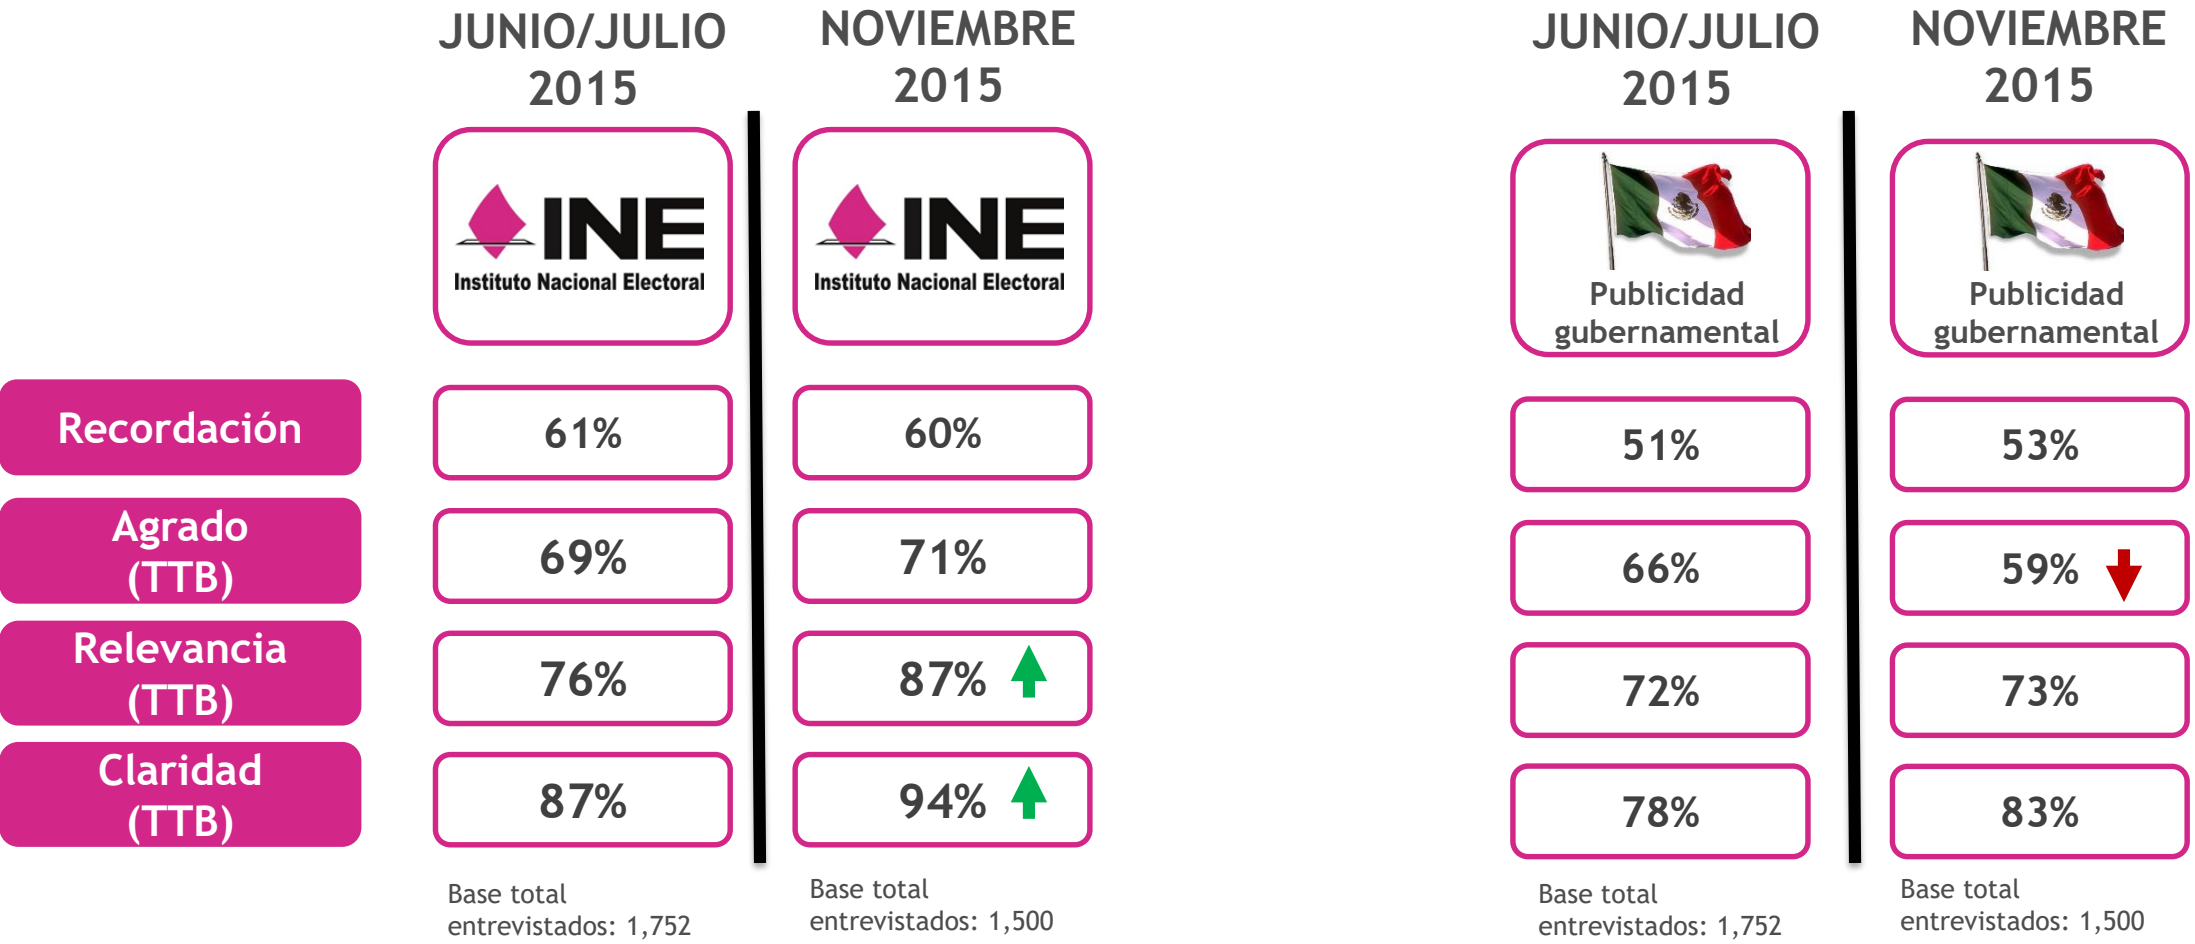 JUNIO/JULIO
2015
NOVIEMBRE
2015
JUNIO/JULIO
2015
NOVIEMBRE
2015
INE
Instituto Nacional Electoral
INE
Instituto Nacional Electoral
Publicidad
gubernamental
Publicidad
gubernamental
Recordación
61%
60%
51%
53%
Agrado
(TTB)
69%
71%
66%
59%
Relevancia
(TTB)
76%
87%
72%
73%
Claridad
(TTB)
87%
94%
78%
83%
Base total
entrevistados: 1,752
Base total
entrevistados: 1,500
Base total
entrevistados: 1,752
Base total
entrevistados: 1,500